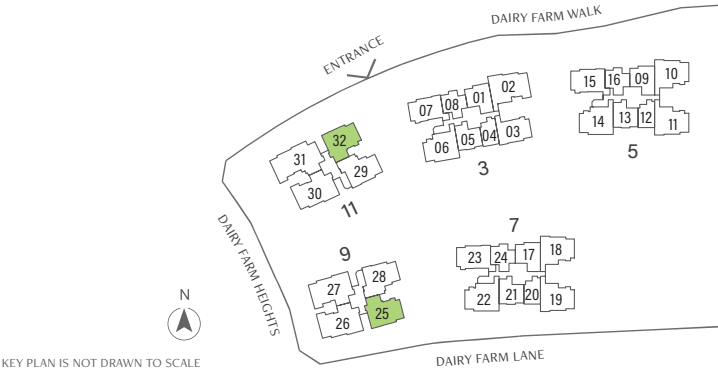 DAIRY FARM WALK
ENTRANCE
15 16 09 10
14 13 12 11
5
07 08 01 02
06 05 04 03
3
31 32
30 29
11
7
23 24 17 18
22 21 20 19
9
27 28
26 25
DAIRY FARM HEIGHTS
N
DAIRY FARM LANE
KEY PLAN IS NOT DRAWN TO SCALE